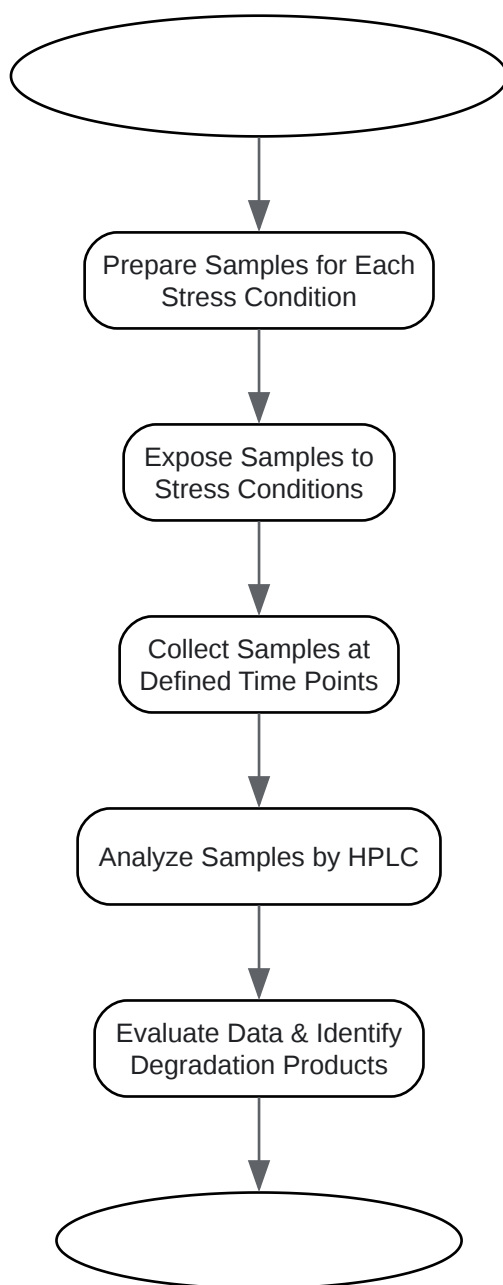 Prepare Samples for Each
Stress Condition
Expose Samples to
Stress Conditions
Collect Samples at
Defined Time Points
Analyze Samples by HPLC
Evaluate Data & Identify
Degradation Products